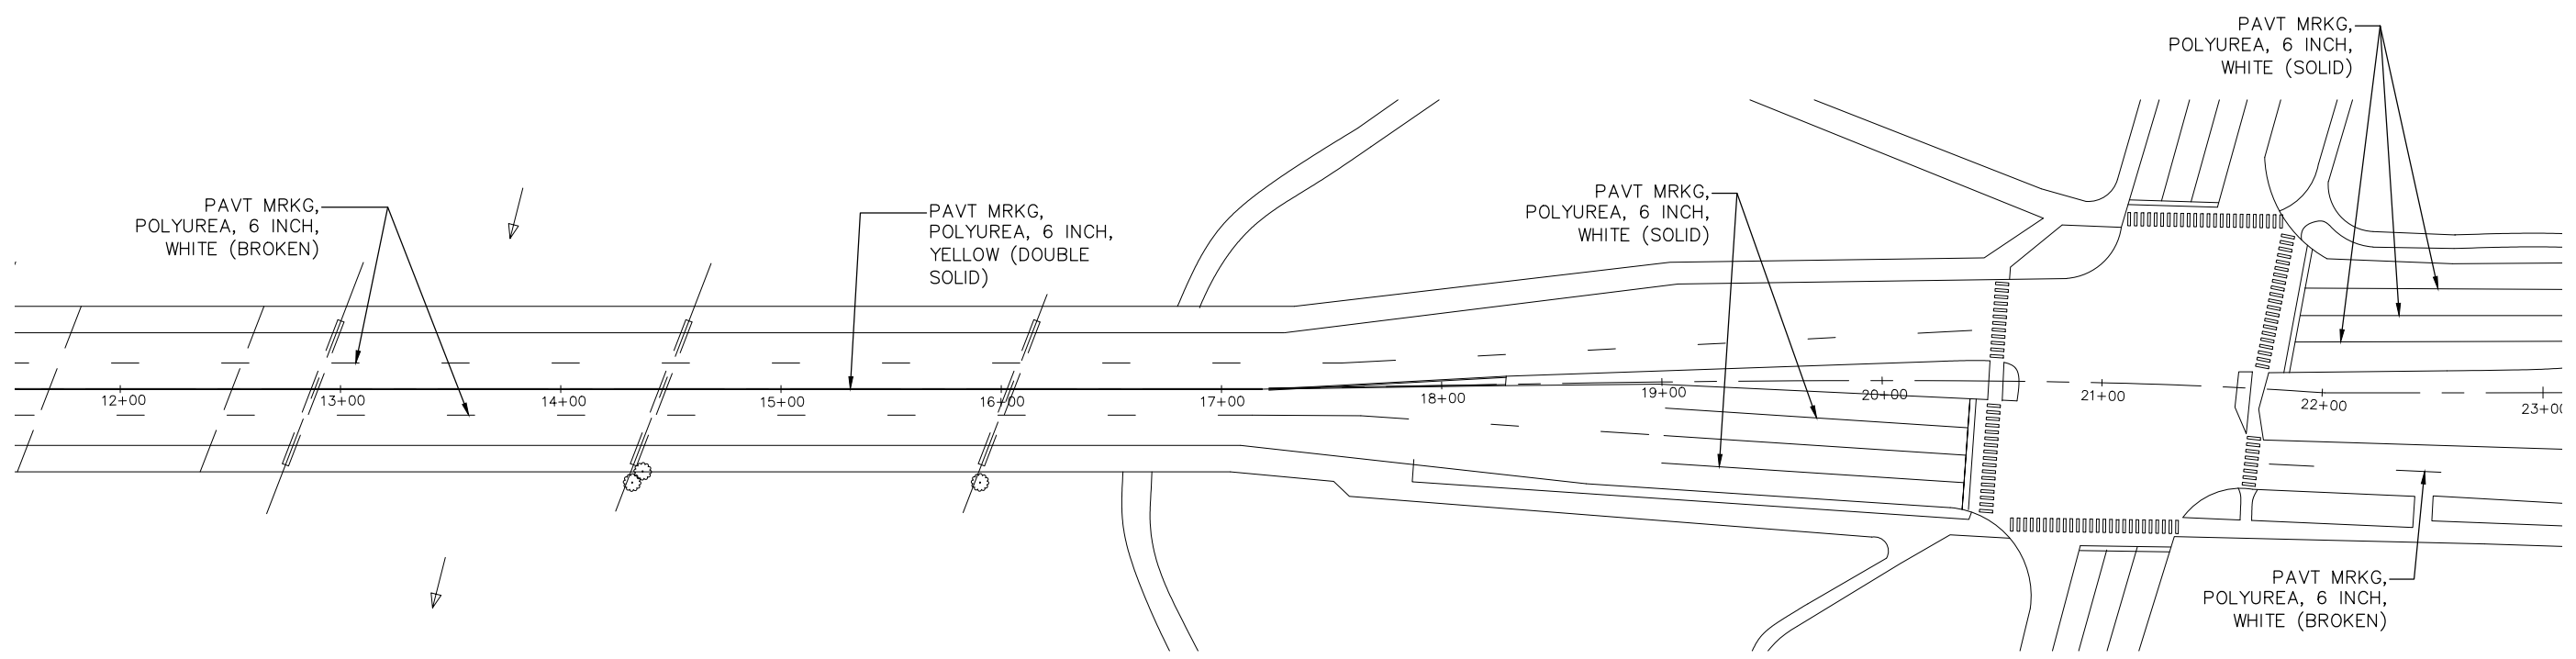 PAVT MRKG,
POLYUREA, 6 INCH,
WHITE (SOLID)
PAVT MRKG,
POLYUREA, 6 INCH,
WHITE (BROKEN)
PAVT MRKG,
POLYUREA, 6 INCH,
YELLOW (DOUBLE
SOLID)
PAVT MRKG,
POLYUREA, 6 INCH,
WHITE (SOLID)
12+00
13+00
14+00
15+00
16+00
17+00
18+00
19+00
20+00
21+00
22+00
23+00
PAVT MRKG,
POLYUREA, 6 INCH,
WHITE (BROKEN)